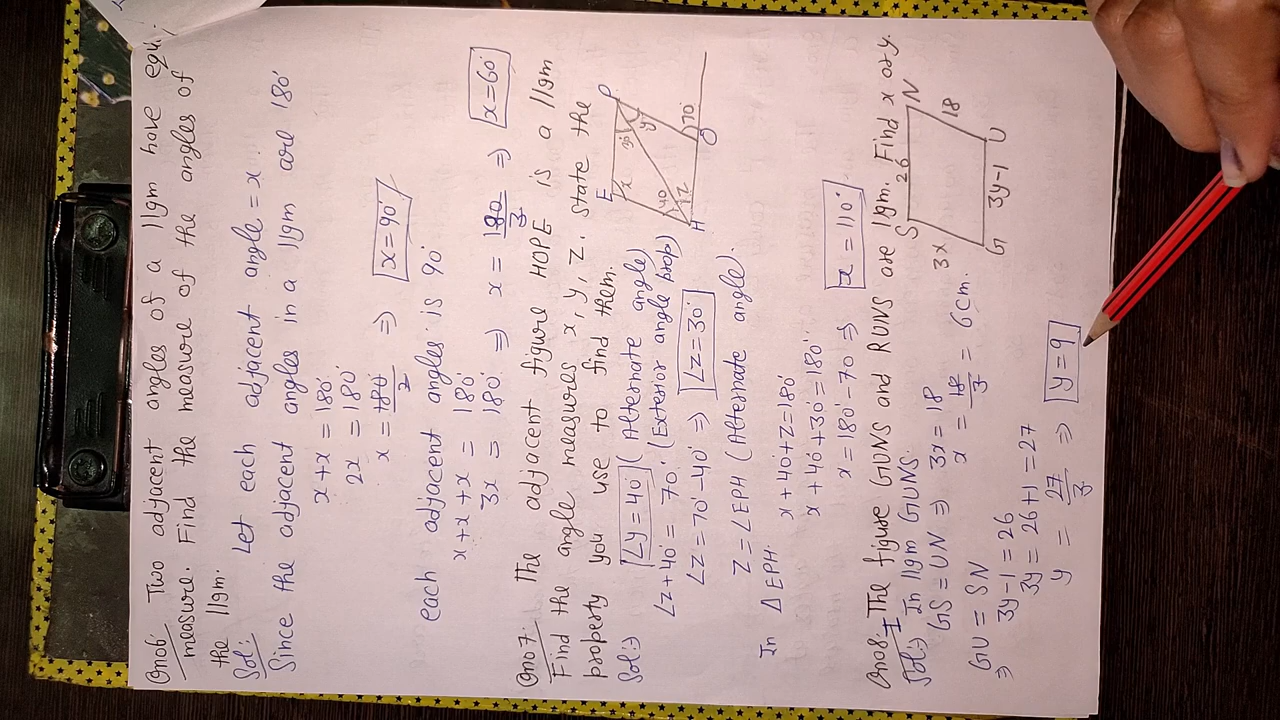 Qno6. Two adjacent angles of a llgm have equ
measure. Find the measure of the angles of
the llgm.
Sol:- Let each adjacent angle = x.
Since the adjacent angles in a llgm are 180°
x+x = 180°
2x = 180°
x = 180/2 ⇒ x=90°
each adjacent angles is 90°
x+x+x = 180°
3x = 180° ⇒ x = 180/3 ⇒ x=60°
Qno7. The adjacent figure HOPE is a llgm
Find the angle measures x, y, z. State the
property you use to find them.
Sol:→ ∠y=40° (Alternate angle)
∠z+40° = 70° (Exterior angle prop)
∠z = 70°-40° ⇒ ∠z=30°
z = ∠EPH (Alternate angle).
In Δ EPH.
x+40+z=180°
x+40+30°=180°
x = 180°-70 ⇒ x = 110°
E
P
x
30°
y
40
z
H
O
70°
Qno8. The figure GUNS and RUNS are llgm. Find x or y.
Sol:→ I In llgm GUNS.
GS = UN ⇒ 3x = 18
x = 18/3 = 6cm.
GU = SN
⇒ 3y-1 = 26
3y = 26+1=27
y = 27/3 ⇒ y=9
S
26
N
3x
18
G
3y-1
U